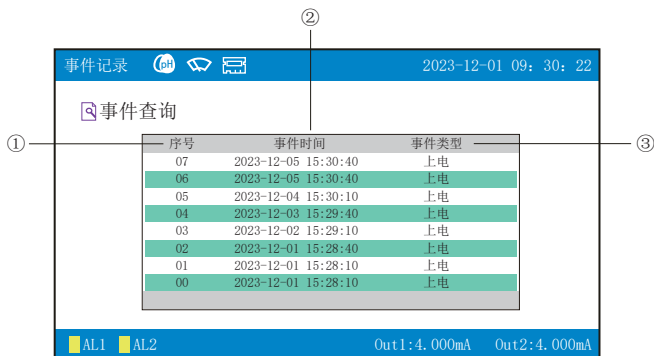 ②
事件记录 pH 2023-12-01 09: 30: 22
事件查询
① ③
序号 事件时间 事件类型
07 2023-12-05 15:30:40 上电
06 2023-12-05 15:30:40 上电
05 2023-12-04 15:30:10 上电
04 2023-12-03 15:29:40 上电
03 2023-12-02 15:29:10 上电
02 2023-12-01 15:28:40 上电
01 2023-12-01 15:28:10 上电
00 2023-12-01 15:28:10 上电
AL1 AL2 Out1:4.000mA Out2:4.000mA